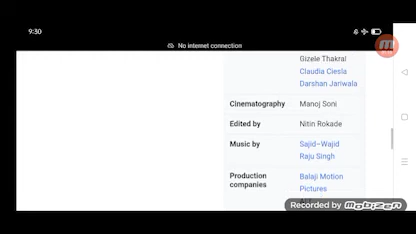 9:30
No internet connection
Gizele Thakral
Claudia Ciesla
Darshan Jariwala
Cinematography Manoj Soni
Edited by Nitin Rokade
Music by Sajid–Wajid
Raju Singh
Production companies Balaji Motion Pictures
Recorded by Mobizen